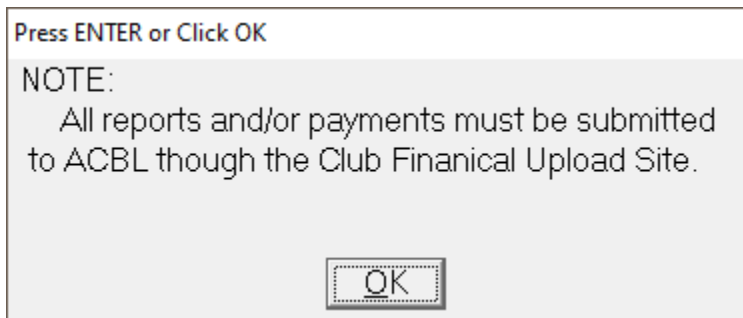 Press ENTER or Click OK
NOTE:
All reports and/or payments must be submitted
to ACBL though the Club Finanical Upload Site.
OK